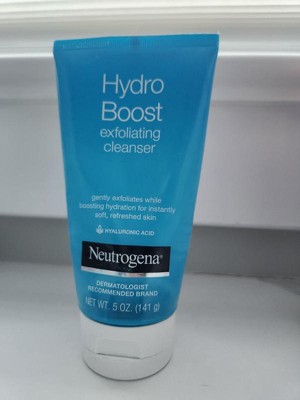 Hydro
Boost
exfoliating
cleanser
gently exfoliates while
boosting hydration for instantly
soft, refreshed skin
HYALURONIC ACID
Neutrogena®
DERMATOLOGIST
RECOMMENDED BRAND
NET WT. 5 OZ. (141 g)